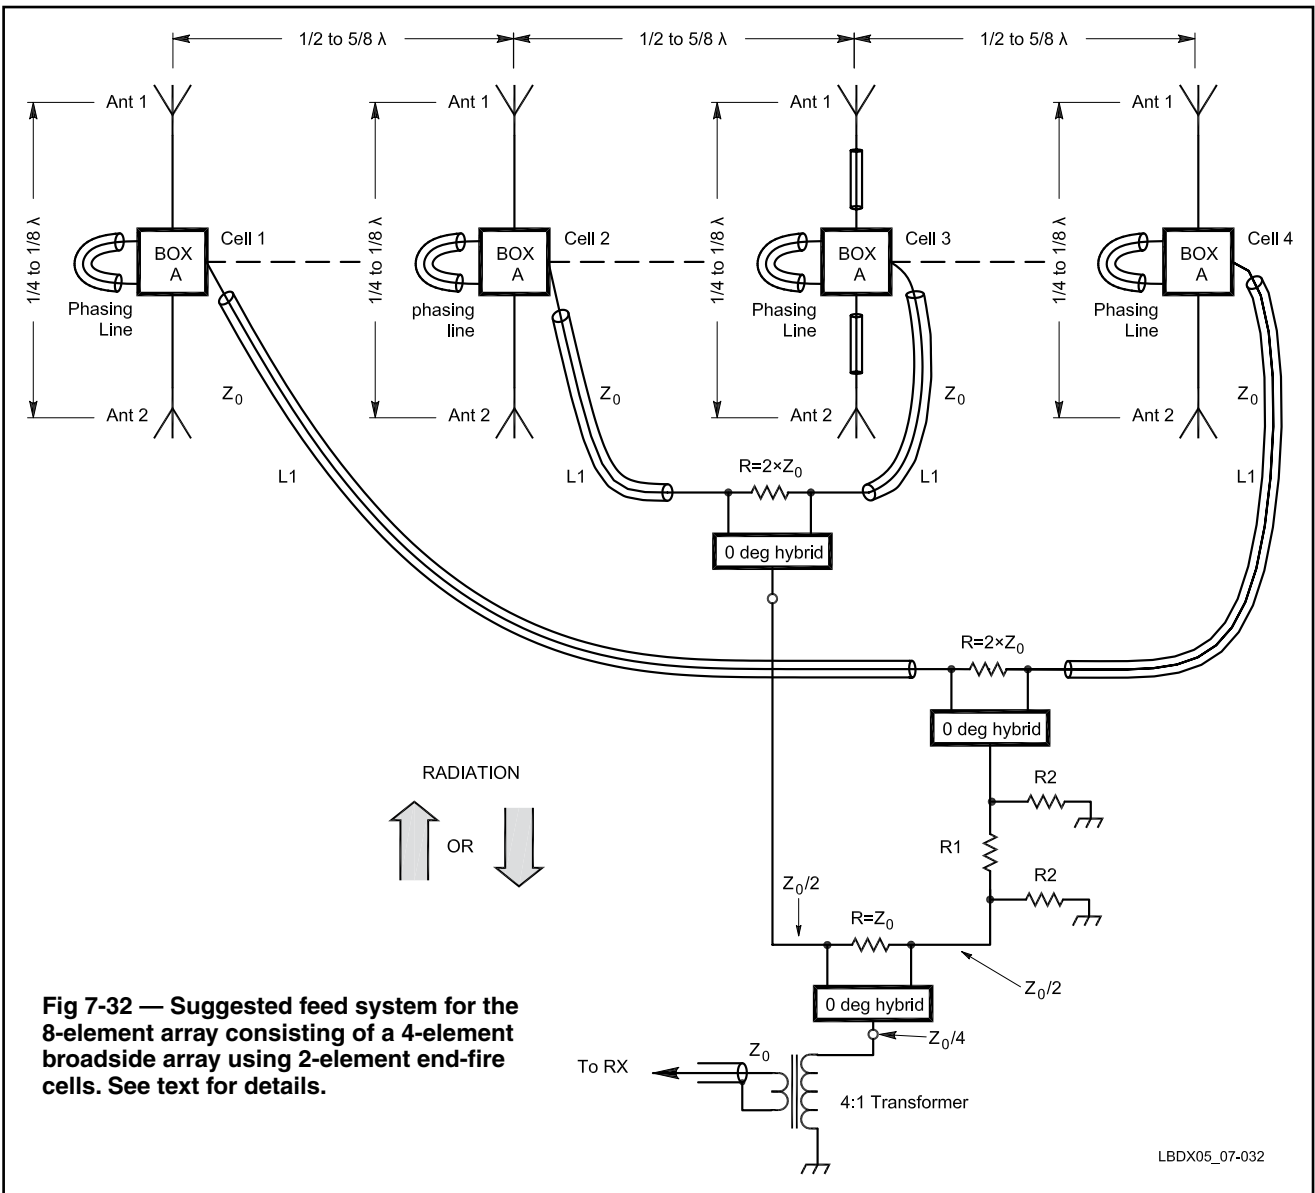 1/2 to 5/8 λ
1/2 to 5/8 λ
1/2 to 5/8 λ
Ant 1
Ant 1
Ant 1
Ant 1
1/4 to 1/8 λ
1/4 to 1/8 λ
1/4 to 1/8 λ
1/4 to 1/8 λ
BOX
A
Cell 1
BOX
A
Cell 2
BOX
A
Cell 3
BOX
A
Cell 4
Phasing
Line
phasing
line
Phasing
Line
Phasing
Line
Ant 2
Ant 2
Ant 2
Ant 2
Z0
Z0
Z0
Z0
L1
L1
L1
L1
R=2×Z0
0 deg hybrid
R=2×Z0
0 deg hybrid
RADIATION
OR
R2
R1
R2
Z0/2
R=Z0
Z0/2
0 deg hybrid
Z0/4
Z0
To RX
4:1 Transformer
Fig 7-32 — Suggested feed system for the
8-element array consisting of a 4-element
broadside array using 2-element end-fire
cells. See text for details.
LBDX05_07-032